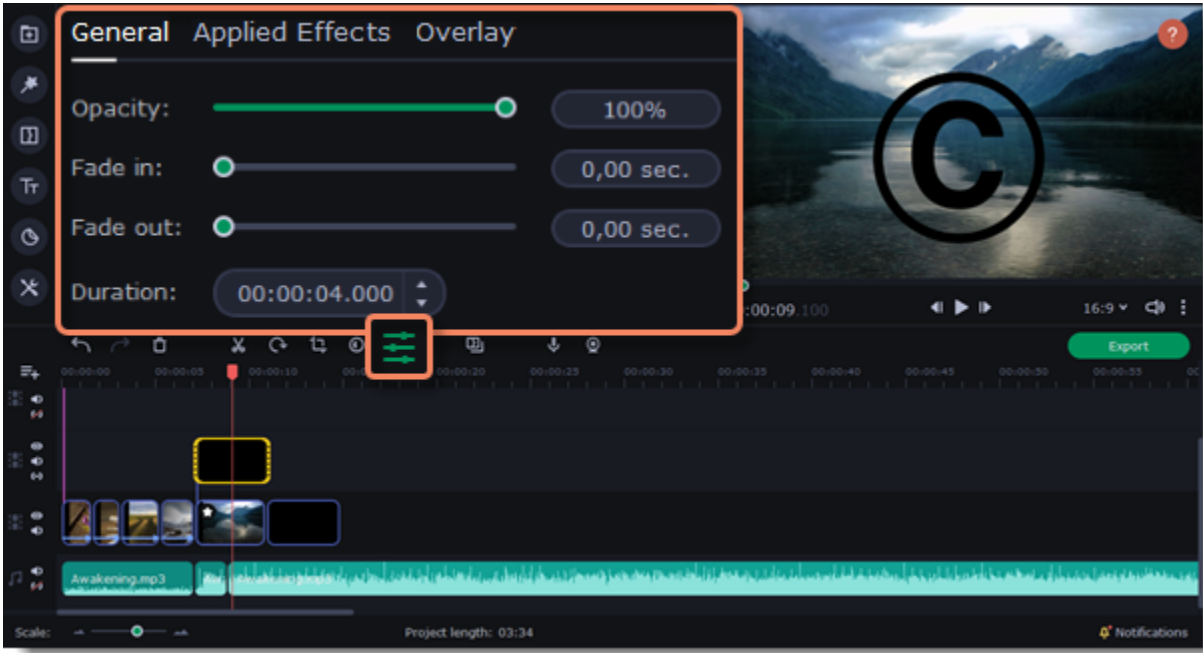 General Applied Effects Overlay
?
Opacity: 100%
Fade in: 0,00 sec.
Tт
Fade out: 0,00 sec.
©
Duration: 00:00:04.000
:00:09.100
16:9
Export
00:00:00 00:00:05 00:00:10 00:00:20 00:00:25 00:00:30 00:00:35 00:00:40 00:00:45 00:00:50 00:00:55
Awakening.mp3
Scale: Project length: 03:34 Notifications